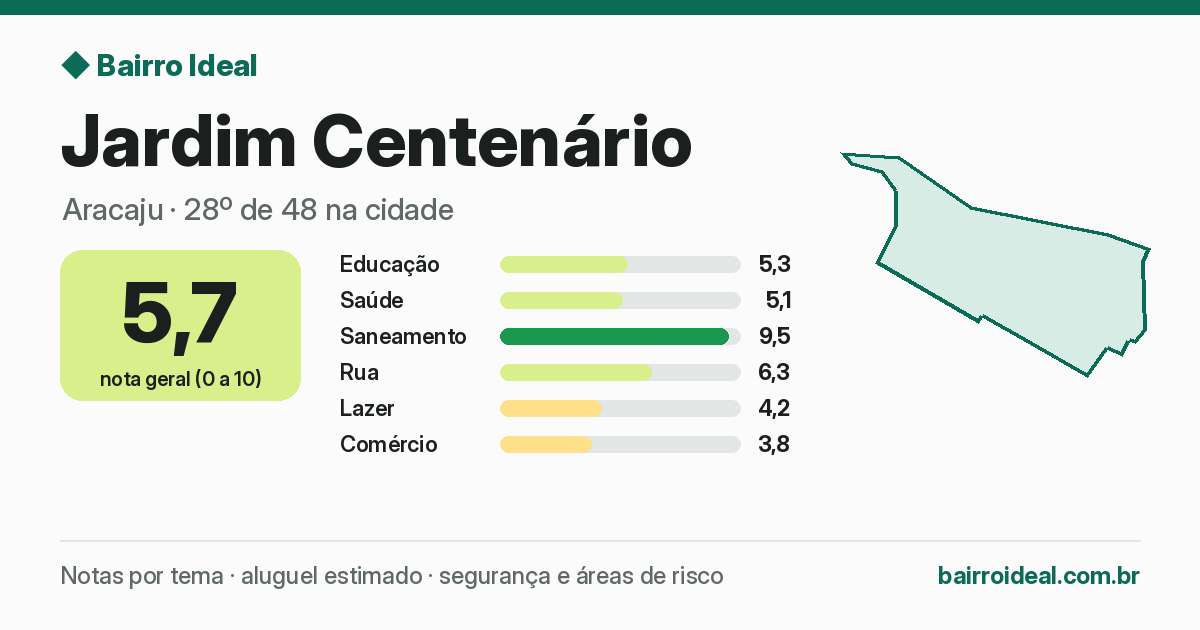 Bairro Ideal
Jardim Centenário
Aracaju · 28º de 48 na cidade
5,7
nota geral (0 a 10)
Educação 5,3
Saúde 5,1
Saneamento 9,5
Rua 6,3
Lazer 4,2
Comércio 3,8
Notas por tema · aluguel estimado · segurança e áreas de risco
bairroideal.com.br